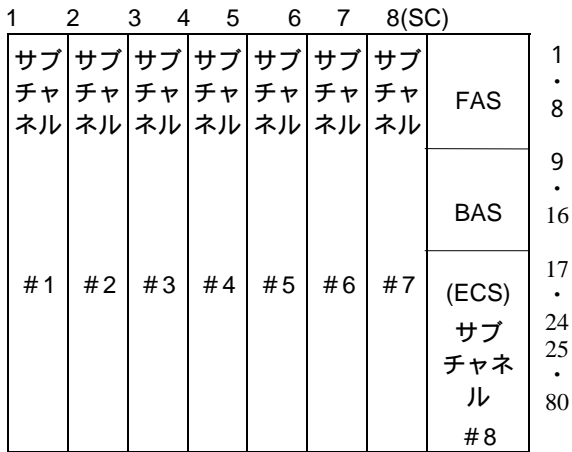 1 2 3 4 5 6 7 8(SC)
サブ サブ サブ サブ サブ サブ サブ
チャ チャ チャ チャ チャ チャ チャ
ネル ネル ネル ネル ネル ネル ネル
#1 #2 #3 #4 #5 #6 #7
FAS
BAS
(ECS)
サブ
チャネ
ル
#8
1
・
8
9
・
16
17
・
24
25
・
80